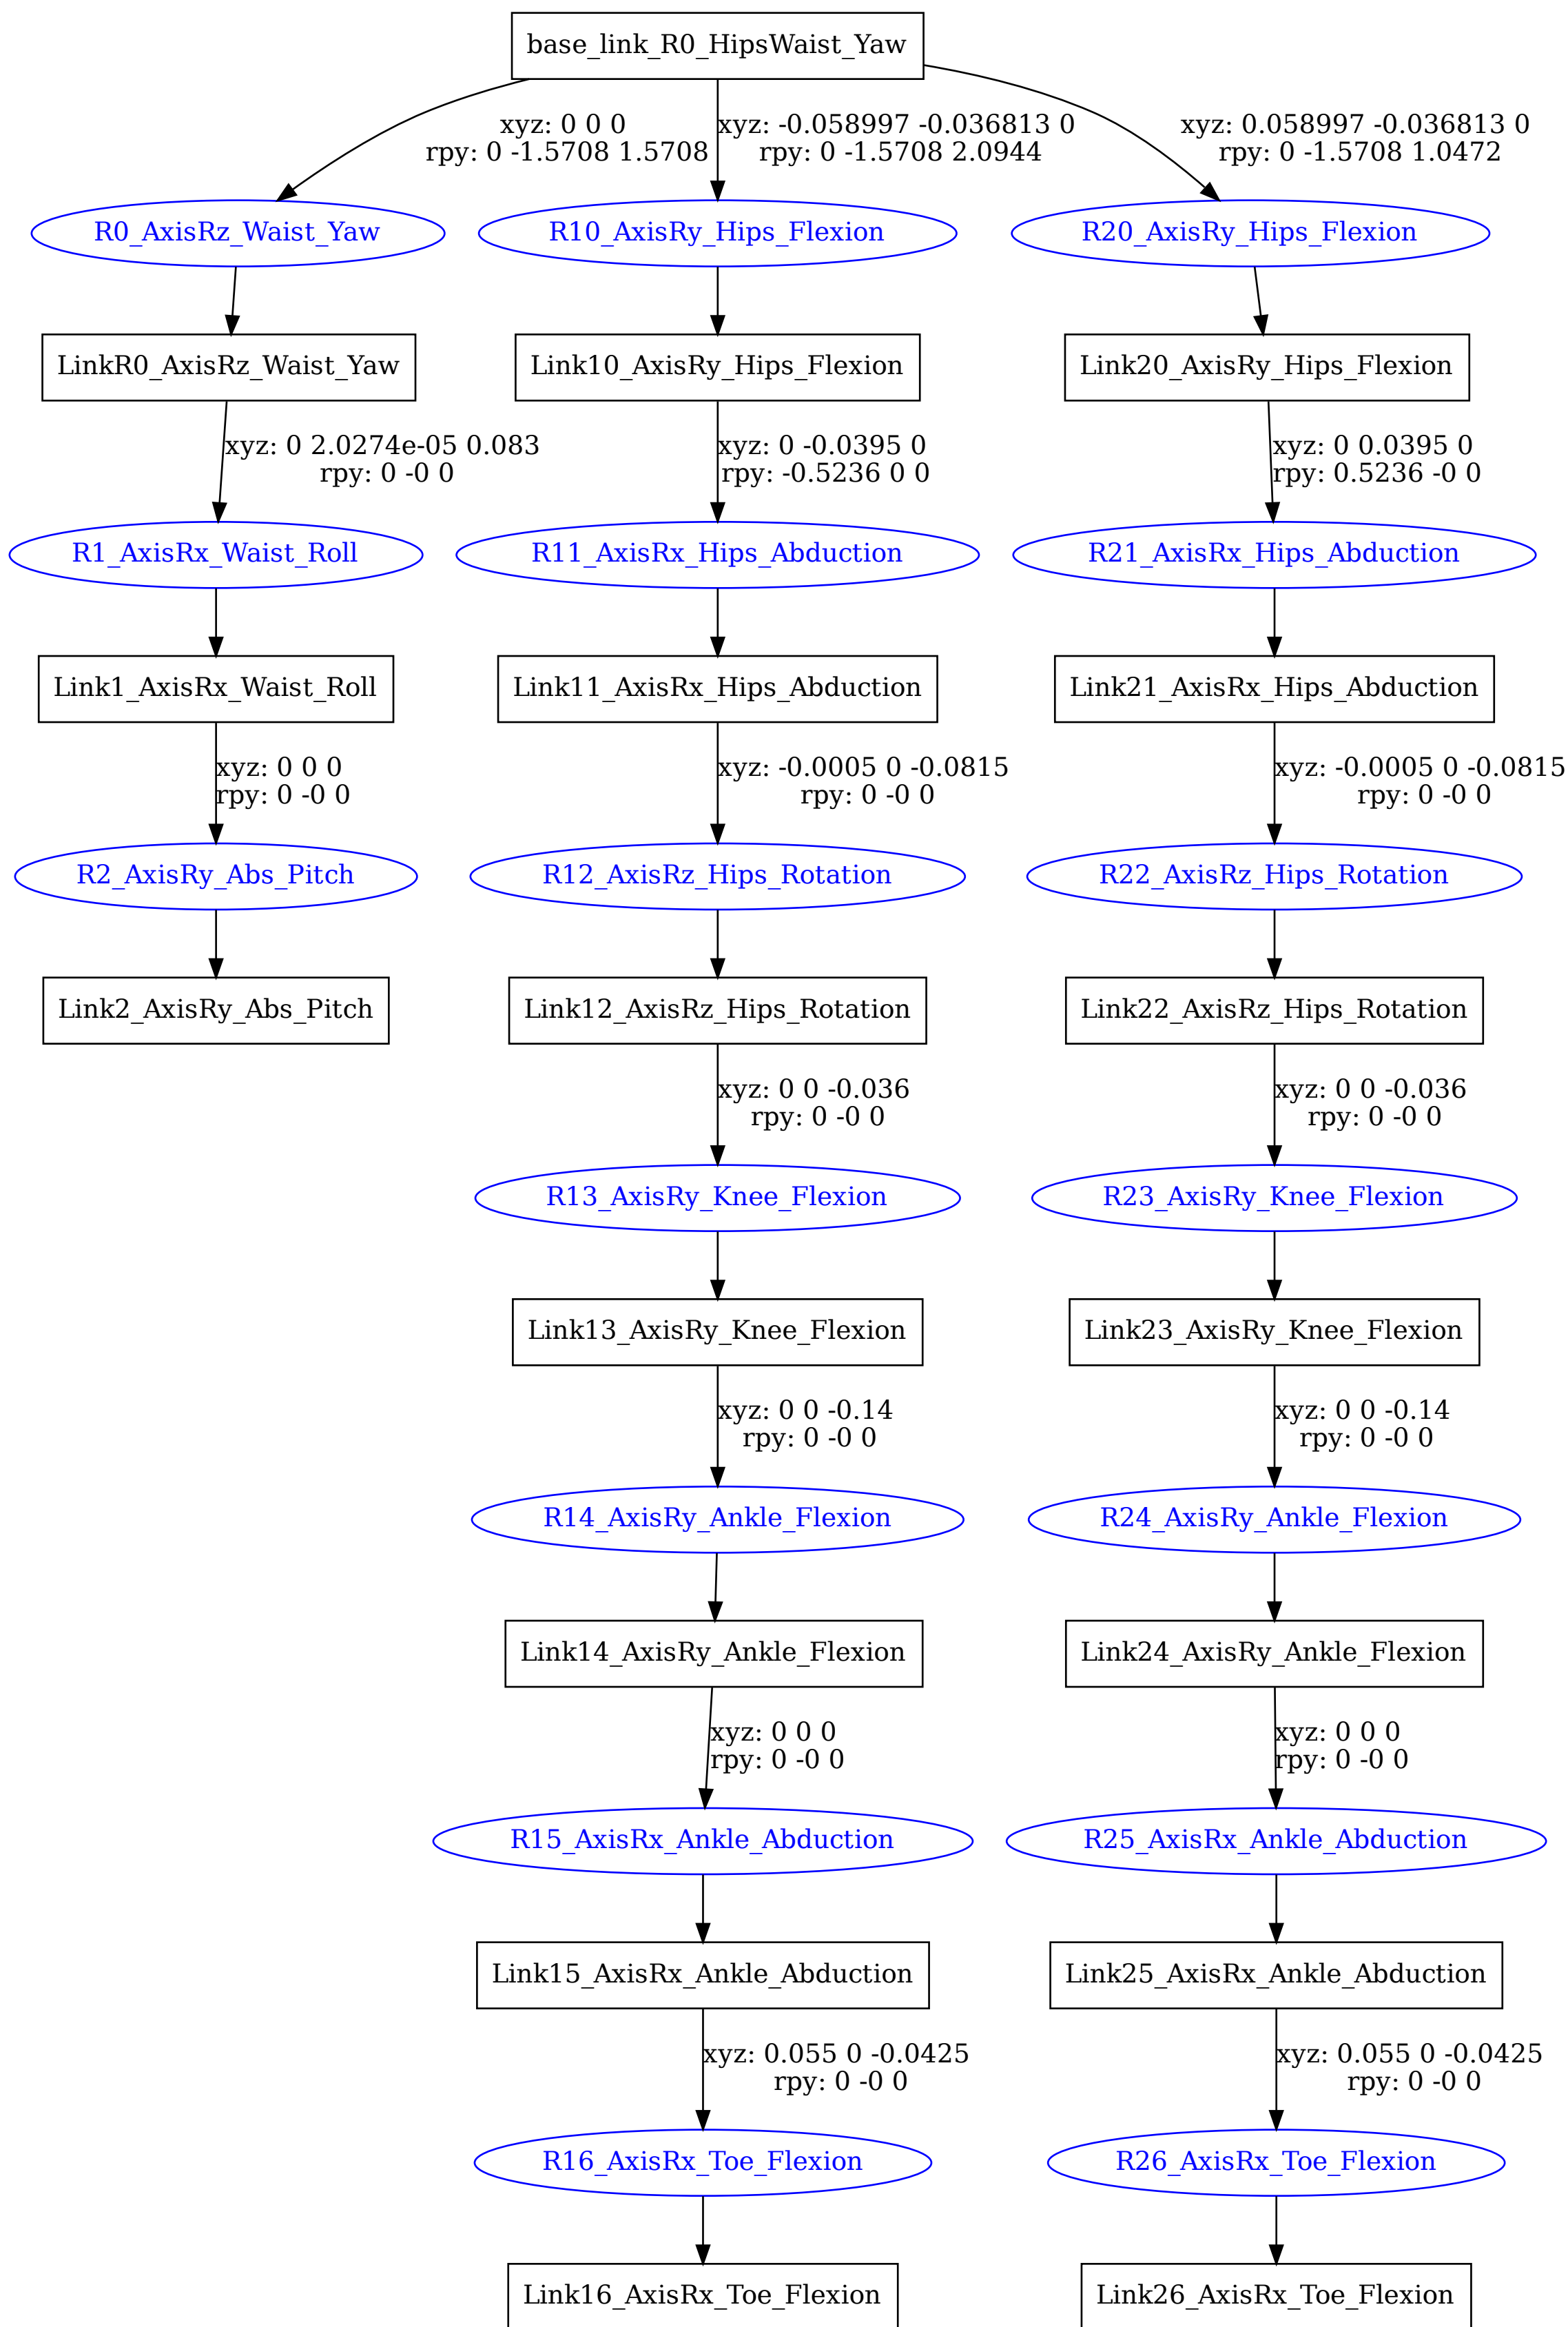 base_link_R0_HipsWaist_Yaw
xyz: 0 0 0
rpy: 0 -1.5708 1.5708
xyz: -0.058997 -0.036813 0
rpy: 0 -1.5708 2.0944
xyz: 0.058997 -0.036813 0
rpy: 0 -1.5708 1.0472
R0_AxisRz_Waist_Yaw
R10_AxisRy_Hips_Flexion
R20_AxisRy_Hips_Flexion
LinkR0_AxisRz_Waist_Yaw
Link10_AxisRy_Hips_Flexion
Link20_AxisRy_Hips_Flexion
xyz: 0 2.0274e-05 0.083
rpy: 0 -0 0
xyz: 0 -0.0395 0
rpy: -0.5236 0 0
xyz: 0 0.0395 0
rpy: 0.5236 -0 0
R1_AxisRx_Waist_Roll
R11_AxisRx_Hips_Abduction
R21_AxisRx_Hips_Abduction
Link1_AxisRx_Waist_Roll
Link11_AxisRx_Hips_Abduction
Link21_AxisRx_Hips_Abduction
xyz: 0 0 0
rpy: 0 -0 0
xyz: -0.0005 0 -0.0815
rpy: 0 -0 0
xyz: -0.0005 0 -0.0815
rpy: 0 -0 0
R2_AxisRy_Abs_Pitch
R12_AxisRz_Hips_Rotation
R22_AxisRz_Hips_Rotation
Link2_AxisRy_Abs_Pitch
Link12_AxisRz_Hips_Rotation
Link22_AxisRz_Hips_Rotation
xyz: 0 0 -0.036
rpy: 0 -0 0
xyz: 0 0 -0.036
rpy: 0 -0 0
R13_AxisRy_Knee_Flexion
R23_AxisRy_Knee_Flexion
Link13_AxisRy_Knee_Flexion
Link23_AxisRy_Knee_Flexion
xyz: 0 0 -0.14
rpy: 0 -0 0
xyz: 0 0 -0.14
rpy: 0 -0 0
R14_AxisRy_Ankle_Flexion
R24_AxisRy_Ankle_Flexion
Link14_AxisRy_Ankle_Flexion
Link24_AxisRy_Ankle_Flexion
xyz: 0 0 0
rpy: 0 -0 0
xyz: 0 0 0
rpy: 0 -0 0
R15_AxisRx_Ankle_Abduction
R25_AxisRx_Ankle_Abduction
Link15_AxisRx_Ankle_Abduction
Link25_AxisRx_Ankle_Abduction
xyz: 0.055 0 -0.0425
rpy: 0 -0 0
xyz: 0.055 0 -0.0425
rpy: 0 -0 0
R16_AxisRx_Toe_Flexion
R26_AxisRx_Toe_Flexion
Link16_AxisRx_Toe_Flexion
Link26_AxisRx_Toe_Flexion